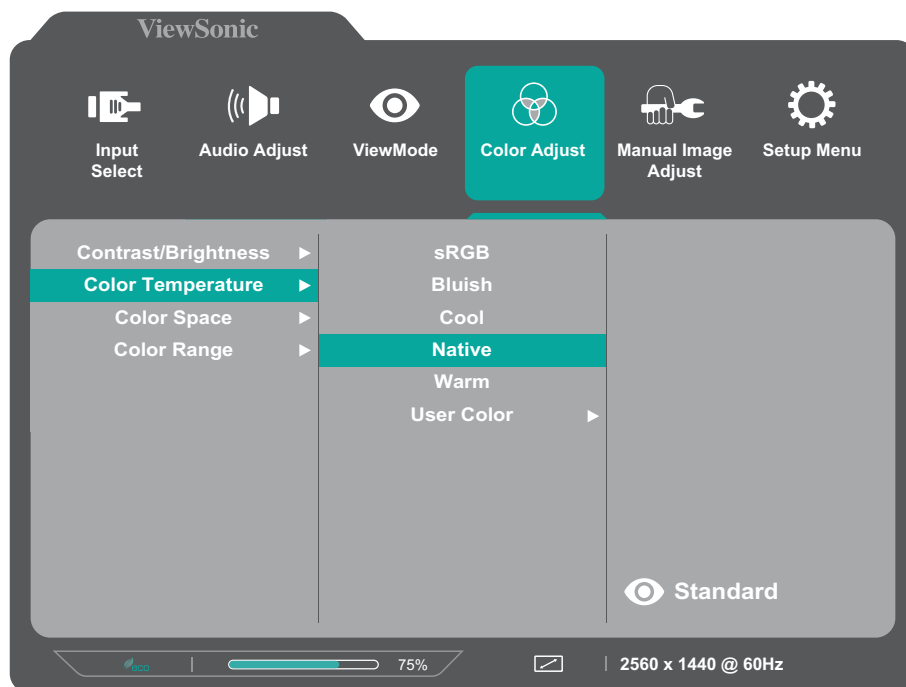 ViewSonic
Input Select
Audio Adjust
ViewMode
Color Adjust
Manual Image Adjust
Setup Menu
Contrast/Brightness
Color Temperature
Color Space
Color Range
sRGB
Bluish
Cool
Native
Warm
User Color
Standard
eco
75%
2560 x 1440 @ 60Hz